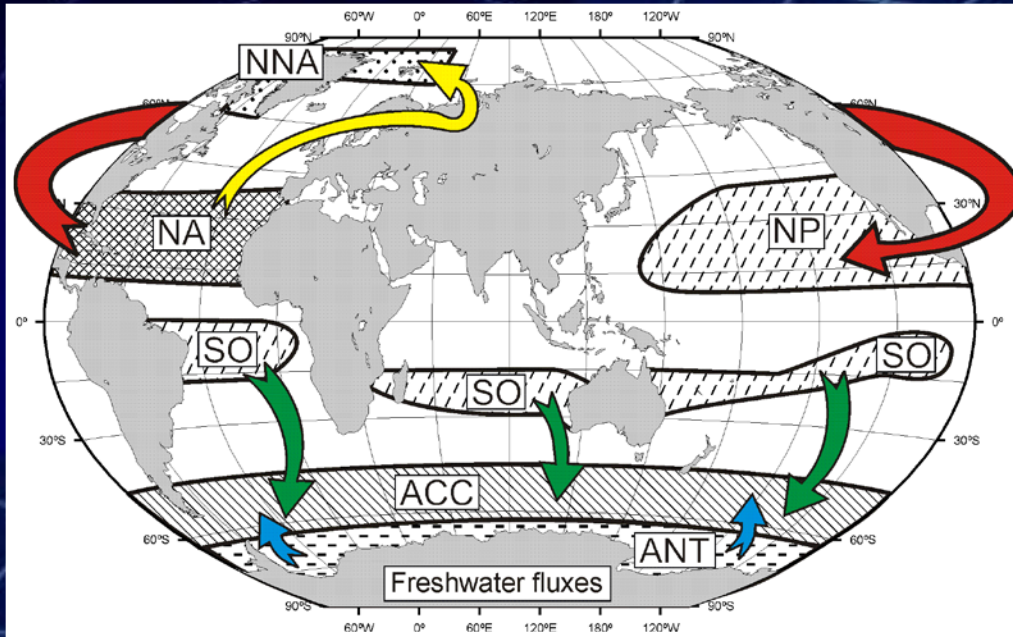 60°W 0° 60°E 120°E 180°E 120°W
90°N 90°N
NNA
60°N 60°N
30°N
NA NP
0° 0°
SO SO SO
30°S 30°S
ACC
60°S ANT 60°S
Freshwater fluxes
90°S 90°S
60°W 0° 60°E 120°E 180°E 120°W